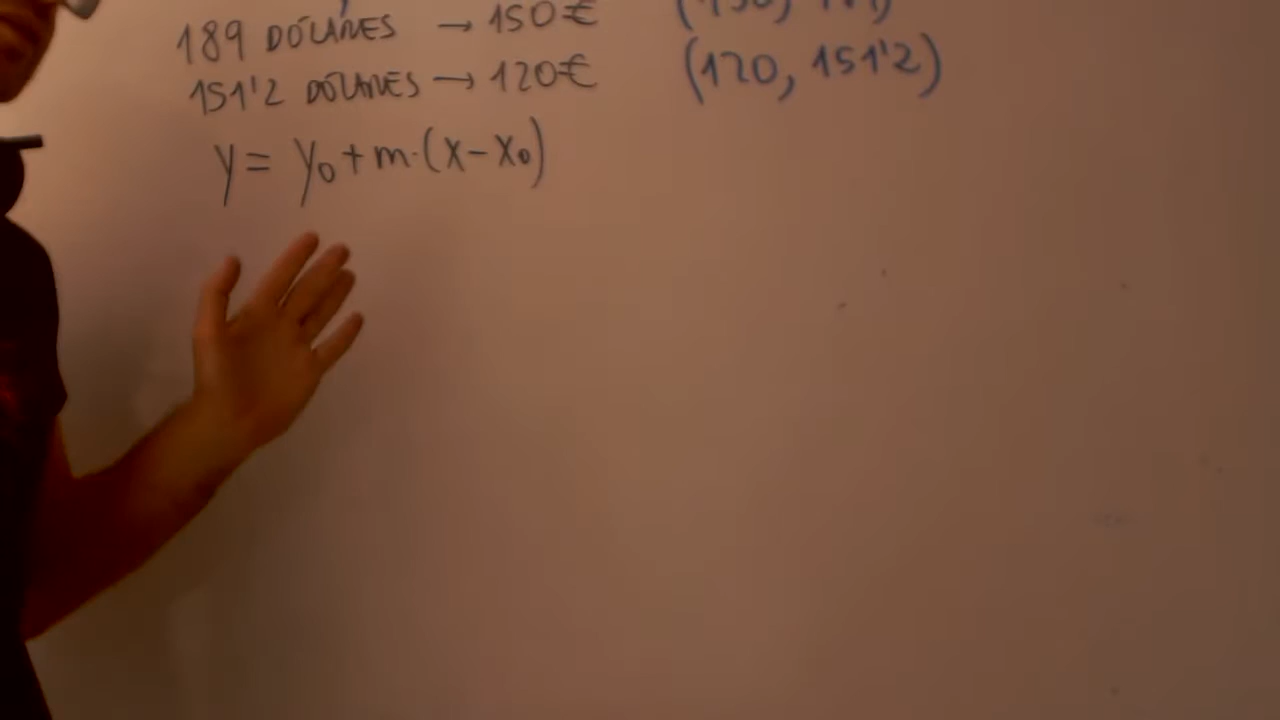 189 DÓLARES → 150€
151'2 DÓLARES → 120€ (120, 151'2)
y = y₀ + m·(x - x₀)